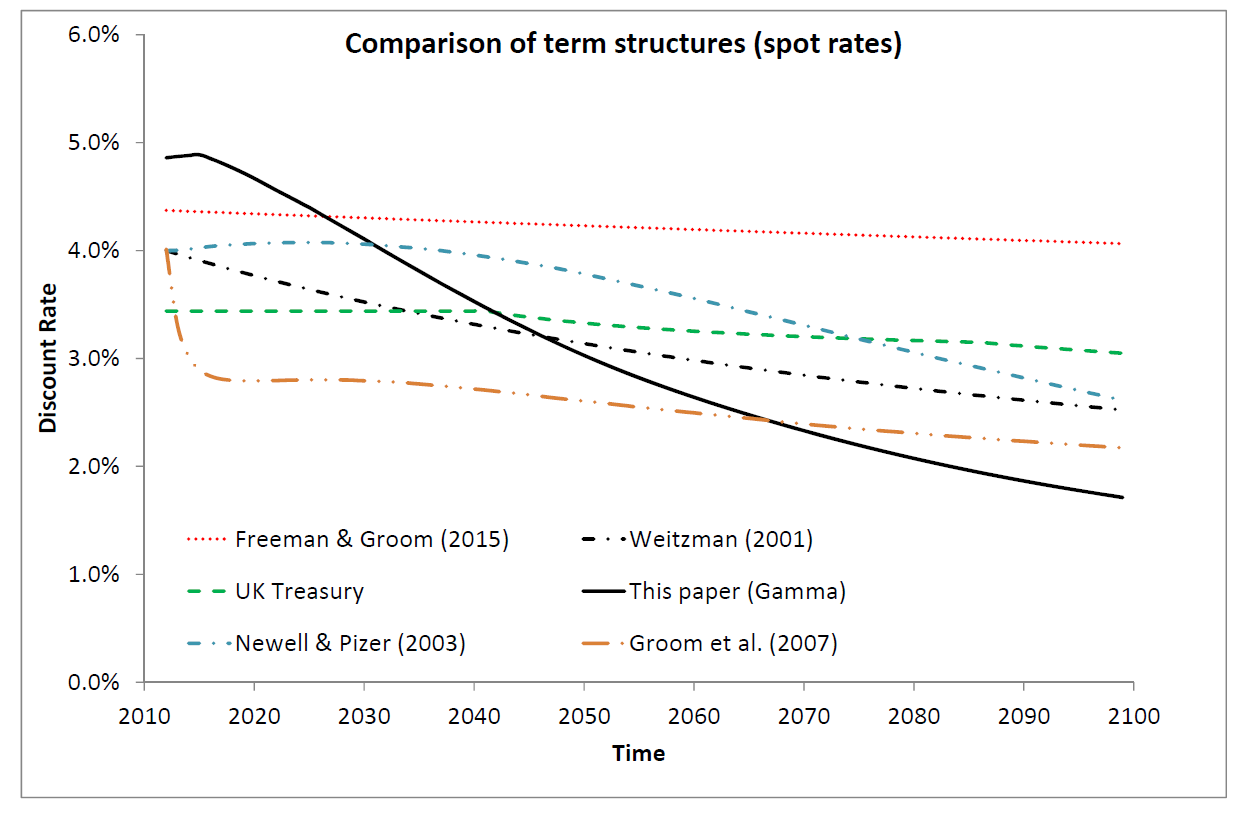 Comparison of term structures (spot rates)
6.0%
5.0%
4.0%
3.0%
2.0%
1.0%
0.0%
Discount Rate
Freeman & Groom (2015)
Weitzman (2001)
UK Treasury
This paper (Gamma)
Newell & Pizer (2003)
Groom et al. (2007)
2010 2020 2030 2040 2050 2060 2070 2080 2090 2100
Time